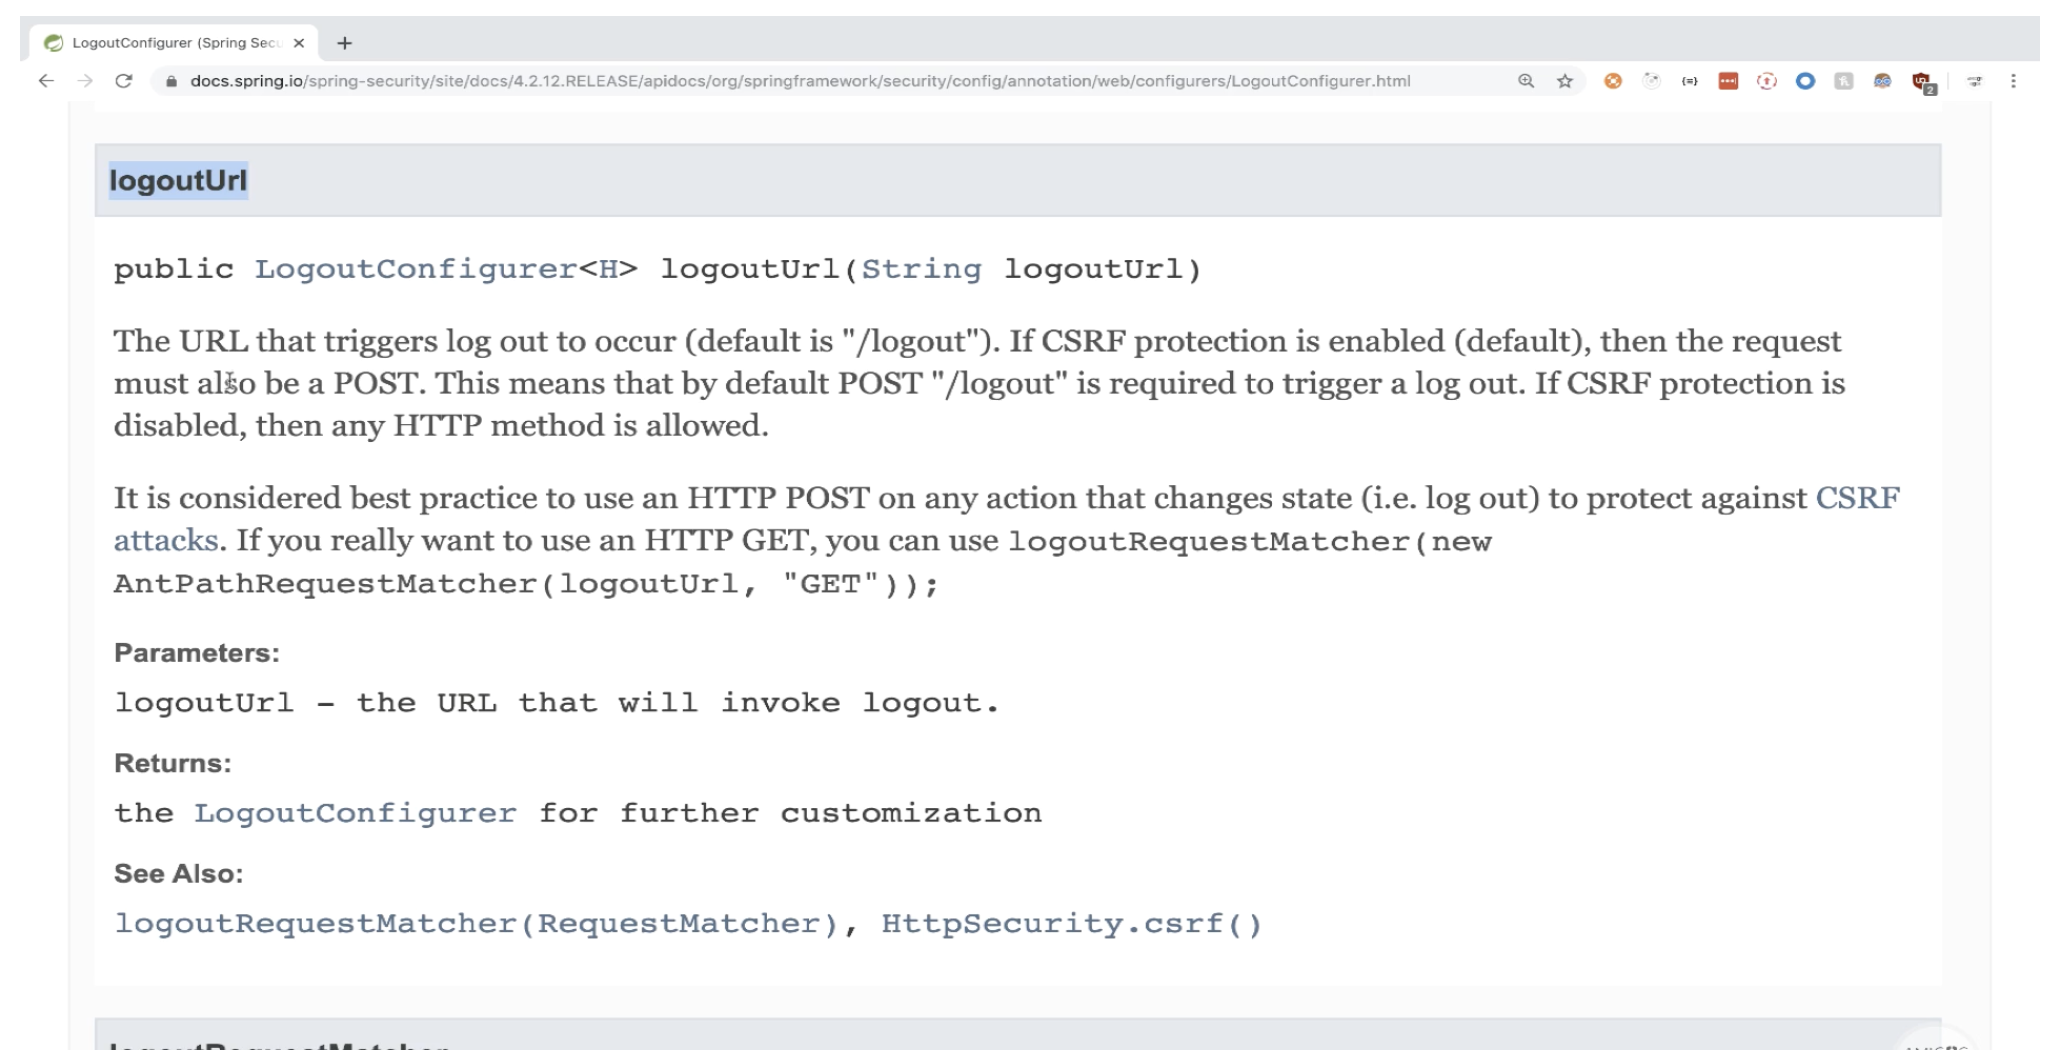 LogoutConfigurer (Spring Secu
docs.spring.io/spring-security/site/docs/4.2.12.RELEASE/apidocs/org/springframework/security/config/annotation/web/configurers/LogoutConfigurer.html
2
logoutUrl
public LogoutConfigurer<H> logoutUrl(String logoutUrl)
The URL that triggers log out to occur (default is "/logout"). If CSRF protection is enabled (default), then the request
must also be a POST. This means that by default POST "/logout" is required to trigger a log out. If CSRF protection is
disabled, then any HTTP method is allowed.
It is considered best practice to use an HTTP POST on any action that changes state (i.e. log out) to protect against CSRF
attacks. If you really want to use an HTTP GET, you can use logoutRequestMatcher(new
AntPathRequestMatcher(logoutUrl, "GET"));
Parameters:
logoutUrl - the URL that will invoke logout.
Returns:
the LogoutConfigurer for further customization
See Also:
logoutRequestMatcher(RequestMatcher), HttpSecurity.csrf()
logoutRequestMatcher